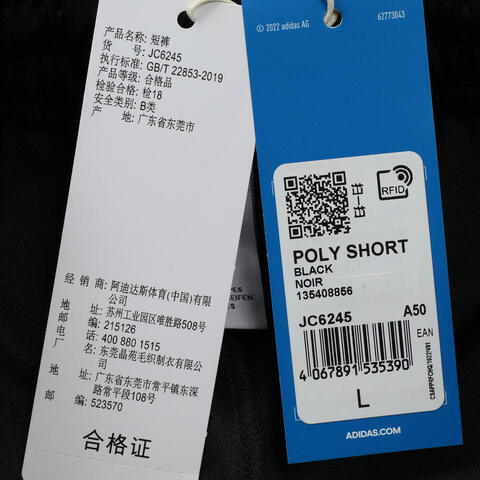 产品名称: 短裤
货 号: JC6245
执行标准: GB/T 22853-2019
产品等级: 合格品
检验合格: 检18
安全类别: B类
产 地: 广东省东莞市
经 销 商: 阿迪达斯体育(中国)有限
公司
地 址: 苏州工业园区唯胜路508号
邮 编: 215126
电 话: 400 880 1515
生 产 商: 东莞晶苑毛织制衣有限公
司
地 址: 广东省东莞市常平镇东深
路常平段108号
邮 编: 523570
合格证
© 2022 adidas AG
62773043
RFID
POLY SHORT
BLACK
NOIR
135408856
JC6245 A50
EAN
4 067891 535390
L
ADIDAS.COM